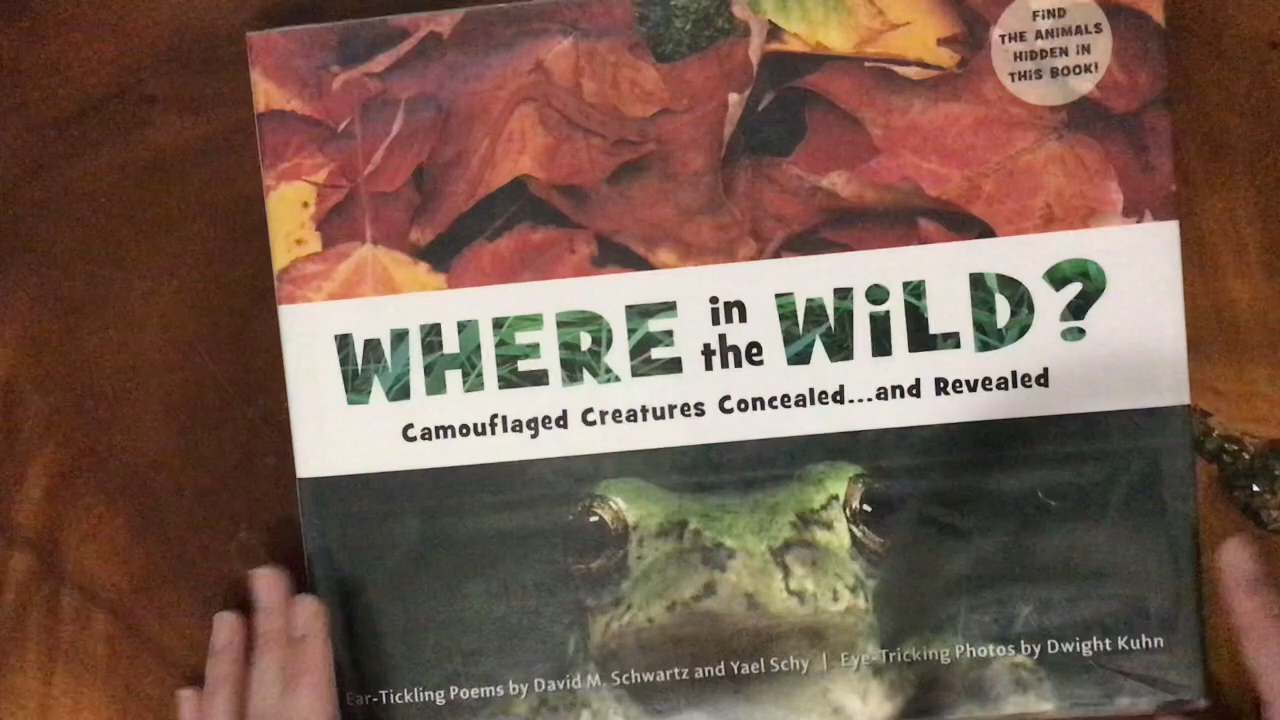 FiND
THE ANIMALS
HiDDEN iN
THiS BOOK!
WHERE in the WiLD?
Camouflaged Creatures Concealed...and Revealed
Ear-Tickling Poems by David M. Schwartz and Yael Schy | Eye-Tricking Photos by Dwight Kuhn